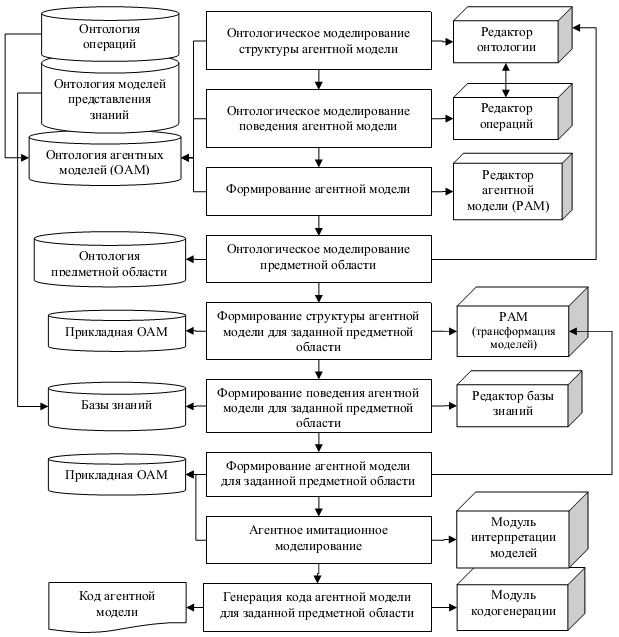 Онтология
операций
Онтологическое моделирование
структуры агентной модели
Редактор
онтологии
Онтология моделей
представления
знаний
Онтологическое моделирование
поведения агентной модели
Редактор
операций
Онтология агентных
моделей (ОАМ)
Формирование агентной модели
Редактор
агентной
модели (РАМ)
Онтология
предметной области
Онтологическое моделирование
предметной области
Прикладная ОАМ
Формирование структуры агентной
модели для заданной предметной
области
РАМ
(трансформация
моделей)
Базы знаний
Формирование поведения агентной
модели для заданной предметной
области
Редактор базы
знаний
Прикладная ОАМ
Формирование агентной модели
для заданной предметной области
Агентное имитационное
моделирование
Модуль
интерпретации
моделей
Код агентной
модели
Генерация кода агентной модели
для заданной предметной области
Модуль
кодогенерации